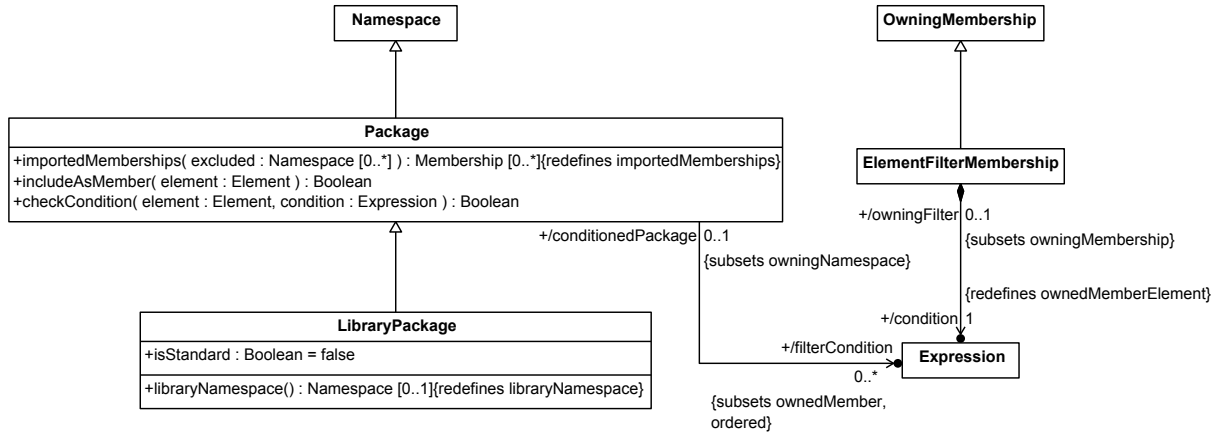 Namespace
OwningMembership
Package
+importedMemberships( excluded : Namespace [0..*] ) : Membership [0..*]{redefines importedMemberships}
+includeAsMember( element : Element ) : Boolean
+checkCondition( element : Element, condition : Expression ) : Boolean
ElementFilterMembership
+/owningFilter 0..1
{subsets owningMembership}
+/conditionedPackage 0..1
{subsets owningNamespace}
{redefines ownedMemberElement}
+/condition 1
LibraryPackage
+isStandard : Boolean = false
+libraryNamespace() : Namespace [0..1]{redefines libraryNamespace}
+/filterCondition
0..*
{subsets ownedMember,
ordered}
Expression